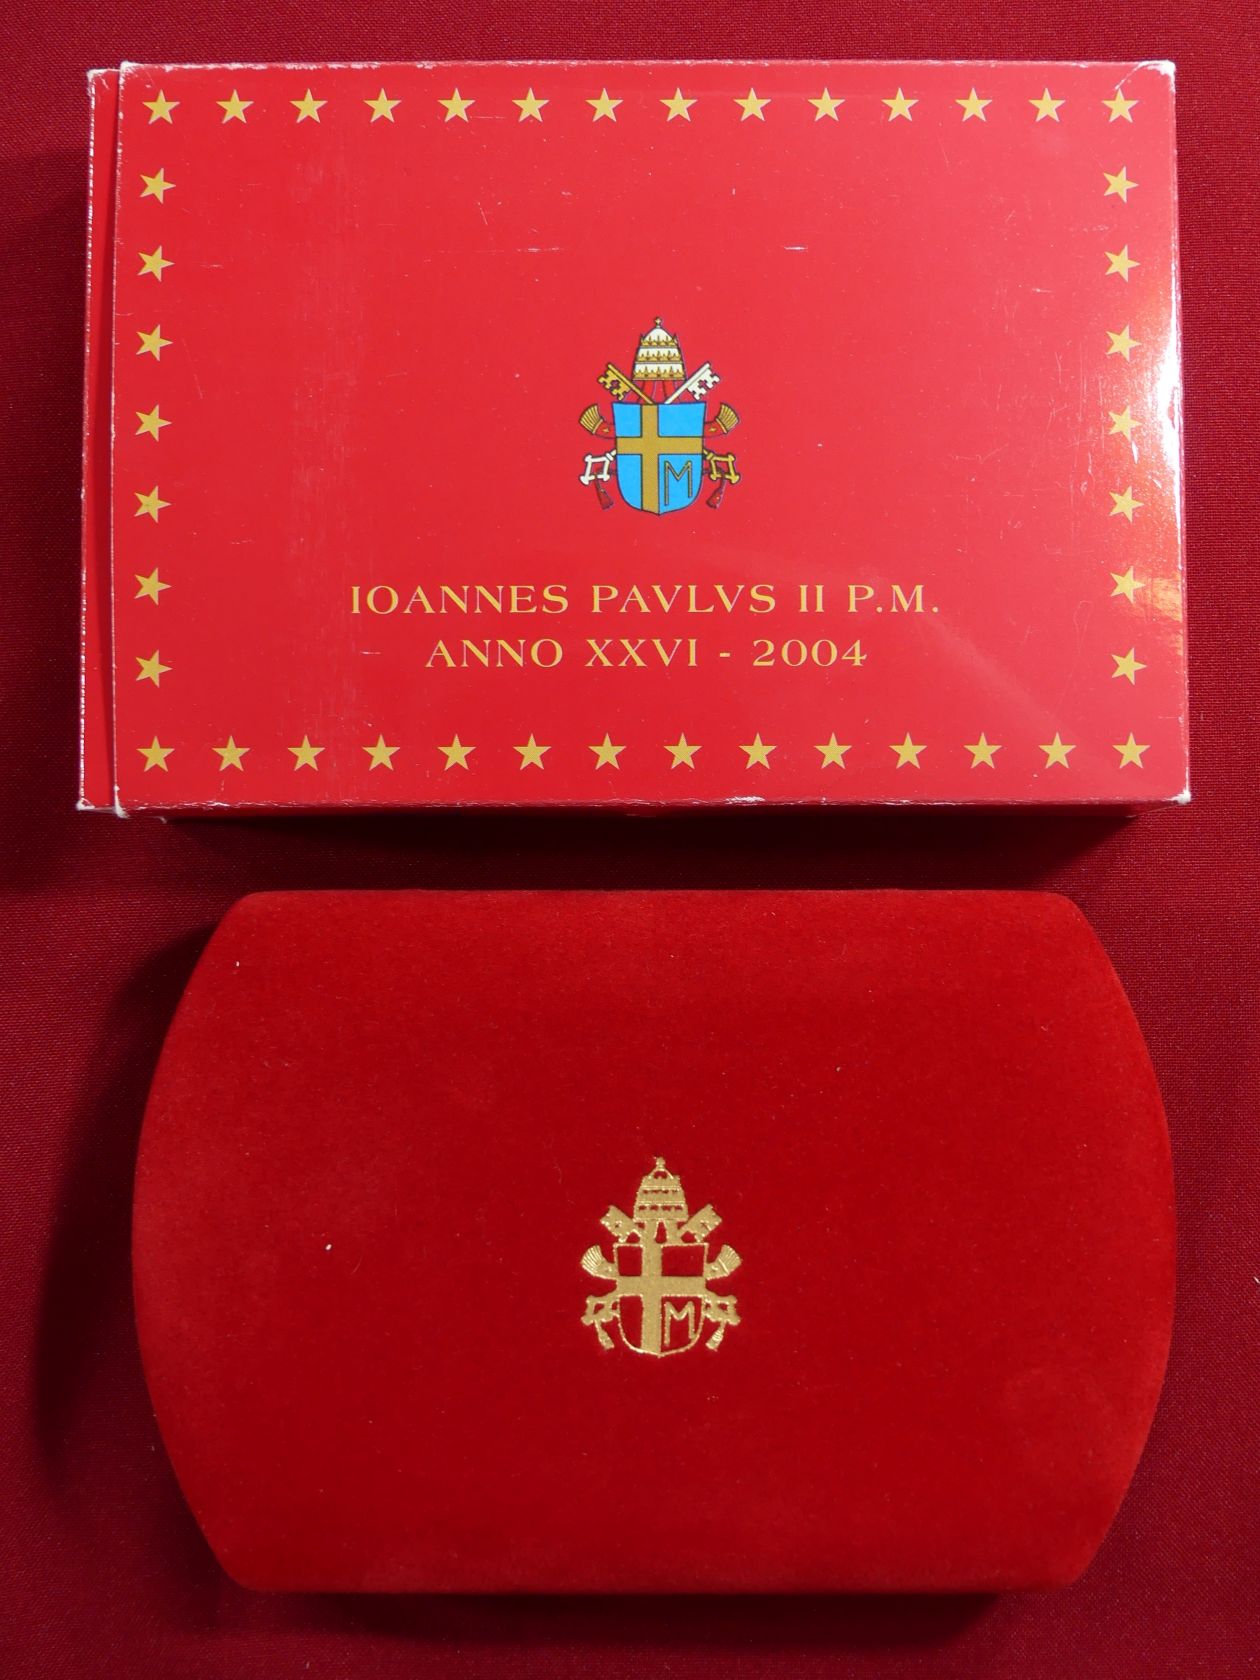 M
IOANNES PAVLVS II P.M.
ANNO XXVI - 2004
M